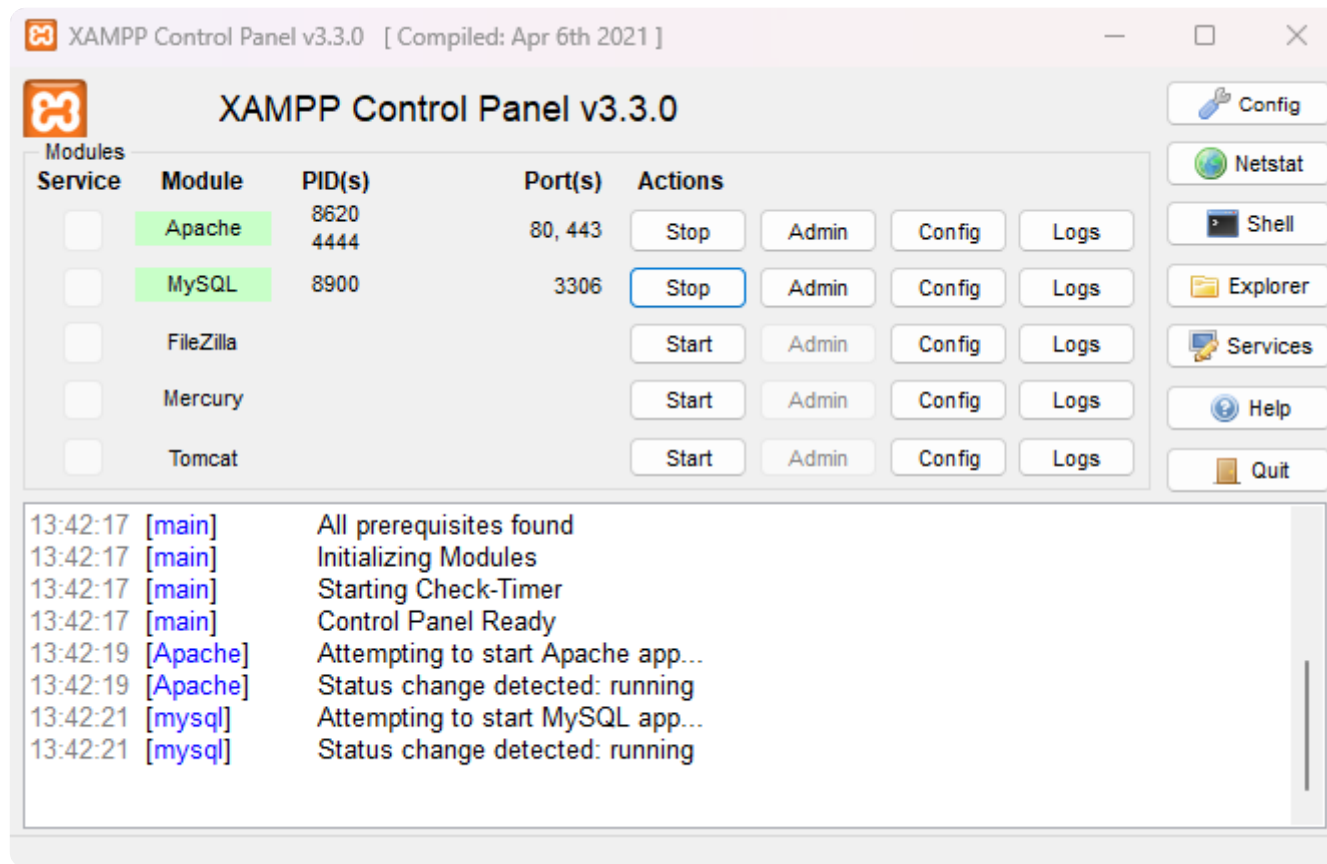 XAMPP Control Panel v3.3.0 [ Compiled: Apr 6th 2021 ]
XAMPP Control Panel v3.3.0
Config
Modules
Netstat
Service Module PID(s) Port(s) Actions
Apache 8620 4444 80, 443 Stop Admin Config Logs
Shell
MySQL 8900 3306 Stop Admin Config Logs
Explorer
FileZilla Start Admin Config Logs
Services
Mercury Start Admin Config Logs
Help
Tomcat Start Admin Config Logs
Quit
13:42:17 [main] All prerequisites found
13:42:17 [main] Initializing Modules
13:42:17 [main] Starting Check-Timer
13:42:17 [main] Control Panel Ready
13:42:19 [Apache] Attempting to start Apache app...
13:42:19 [Apache] Status change detected: running
13:42:21 [mysql] Attempting to start MySQL app...
13:42:21 [mysql] Status change detected: running